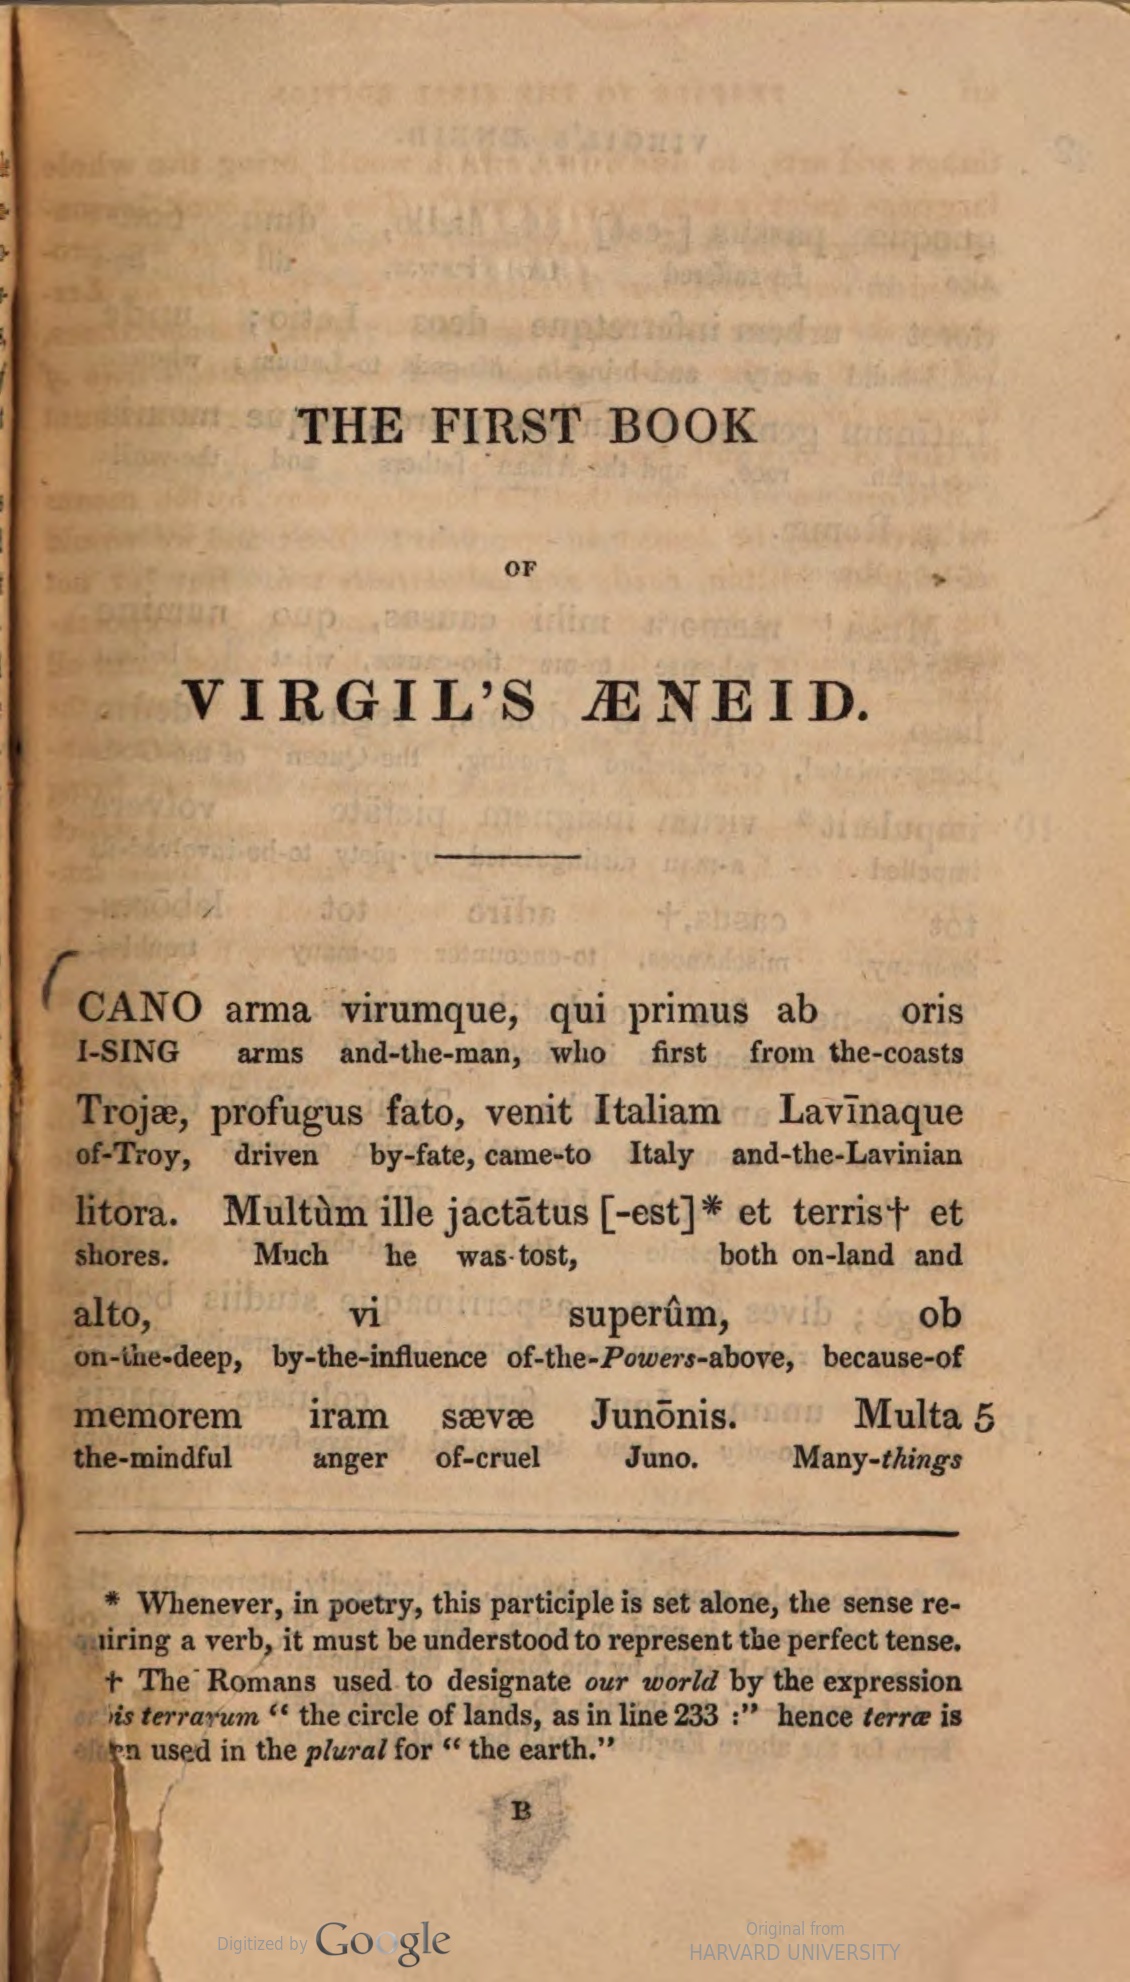 THE FIRST BOOK
OF
VIRGIL'S ÆNEID.
CANO arma virumque, qui primus ab oris
I-SING arms and-the-man, who first from the-coasts
Trojæ, profugus fato, venit Italiam Lavīnaque
of-Troy, driven by-fate, came-to Italy and-the-Lavinian
litora. Multùm ille jactātus [-est]* et terris† et
shores. Much he was-tost, both on-land and
alto, vi superûm, ob
on-the-deep, by-the-influence of-the-Powers-above, because-of
memorem iram sævæ Junōnis. Multa 5
the-mindful anger of-cruel Juno. Many-things
* Whenever, in poetry, this participle is set alone, the sense re-
iring a verb, it must be understood to represent the perfect tense.
† The Romans used to designate our world by the expression
is terrarum “ the circle of lands, as in line 233 :” hence terræ is
en used in the plural for “ the earth.”
B
Digitized by Google
Original from
HARVARD UNIVERSITY